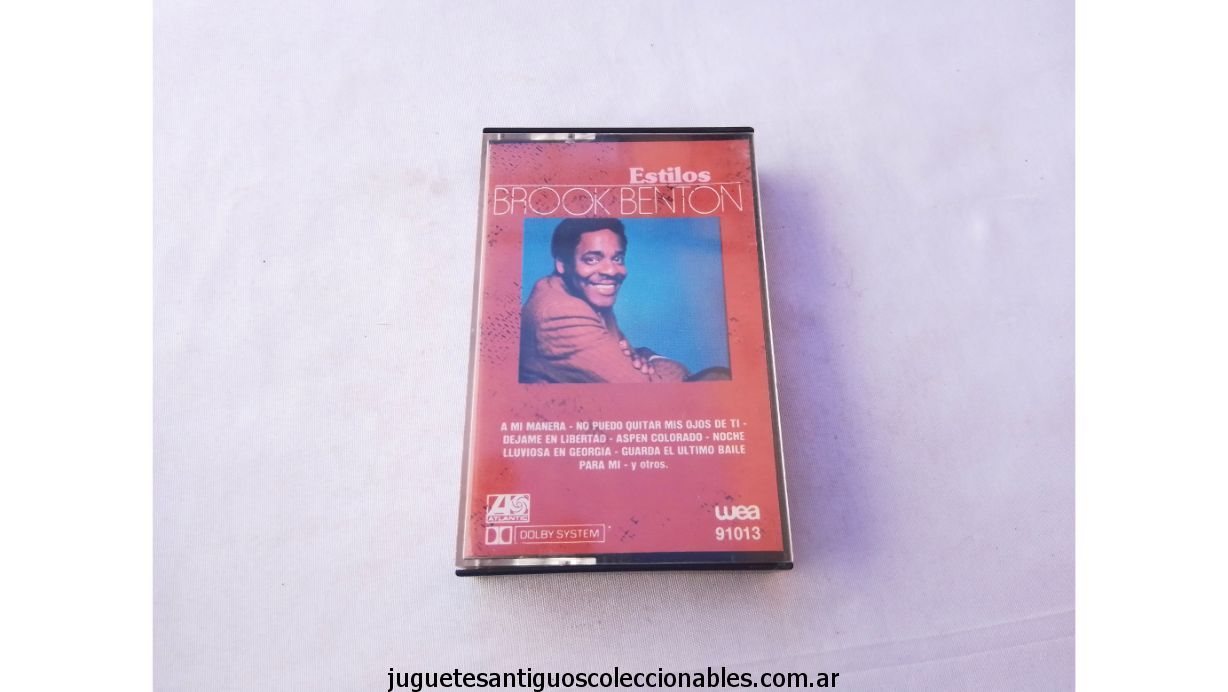 Estilos
BROOK BENTON
A MI MANERA - NO PUEDO QUITAR MIS OJOS DE TI -
DEJAME EN LIBERTAD - ASPEN COLORADO - NOCHE
LLUVIOSA EN GEORGIA - GUARDA EL ULTIMO BAILE
PARA MI - y otros.
ATLANTIC
DOLBY SYSTEM
wea
91013
juguetesantiguoscoleccionables.com.ar